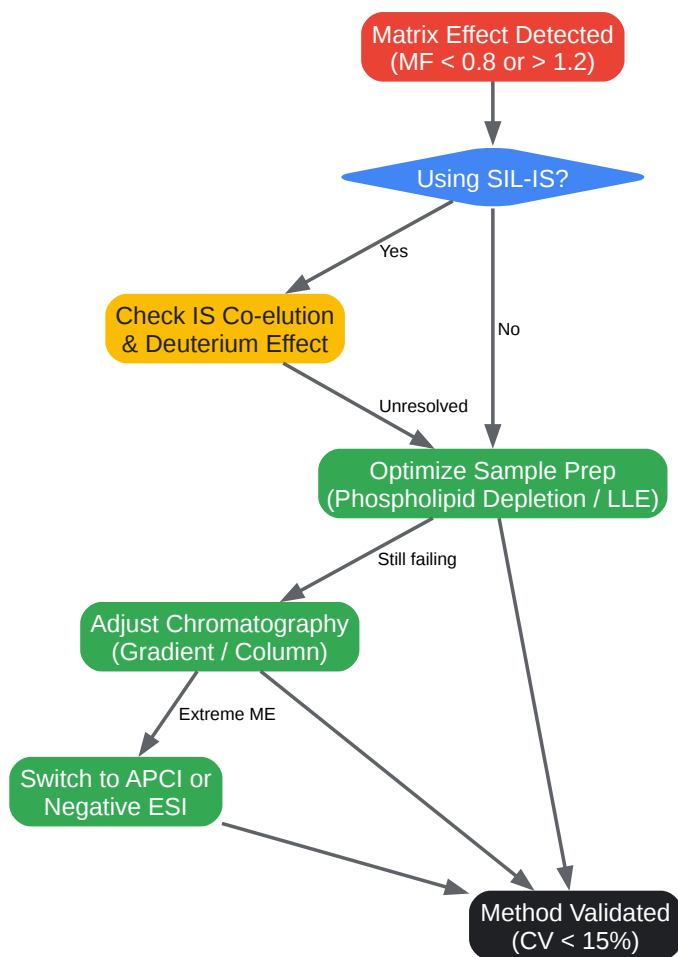 Matrix Effect Detected
(MF < 0.8 or > 1.2)
Using SIL-IS?
Yes
Check IS Co-elution
& Deuterium Effect
No
Unresolved
Optimize Sample Prep
(Phospholipid Depletion / LLE)
Still failing
Adjust Chromatography
(Gradient / Column)
Extreme ME
Switch to APCI or
Negative ESI
Method Validated
(CV < 15%)